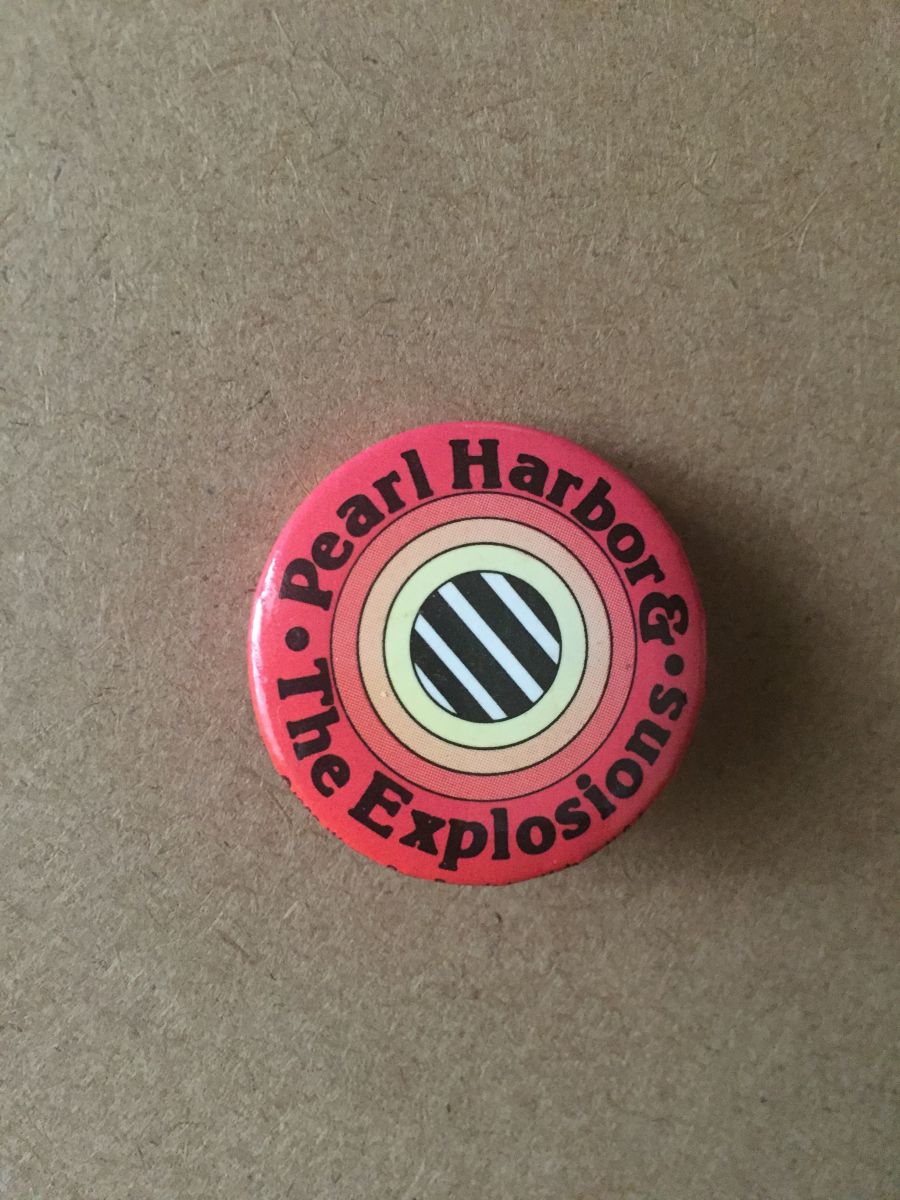 • Pearl Harbor & •
The Explosions